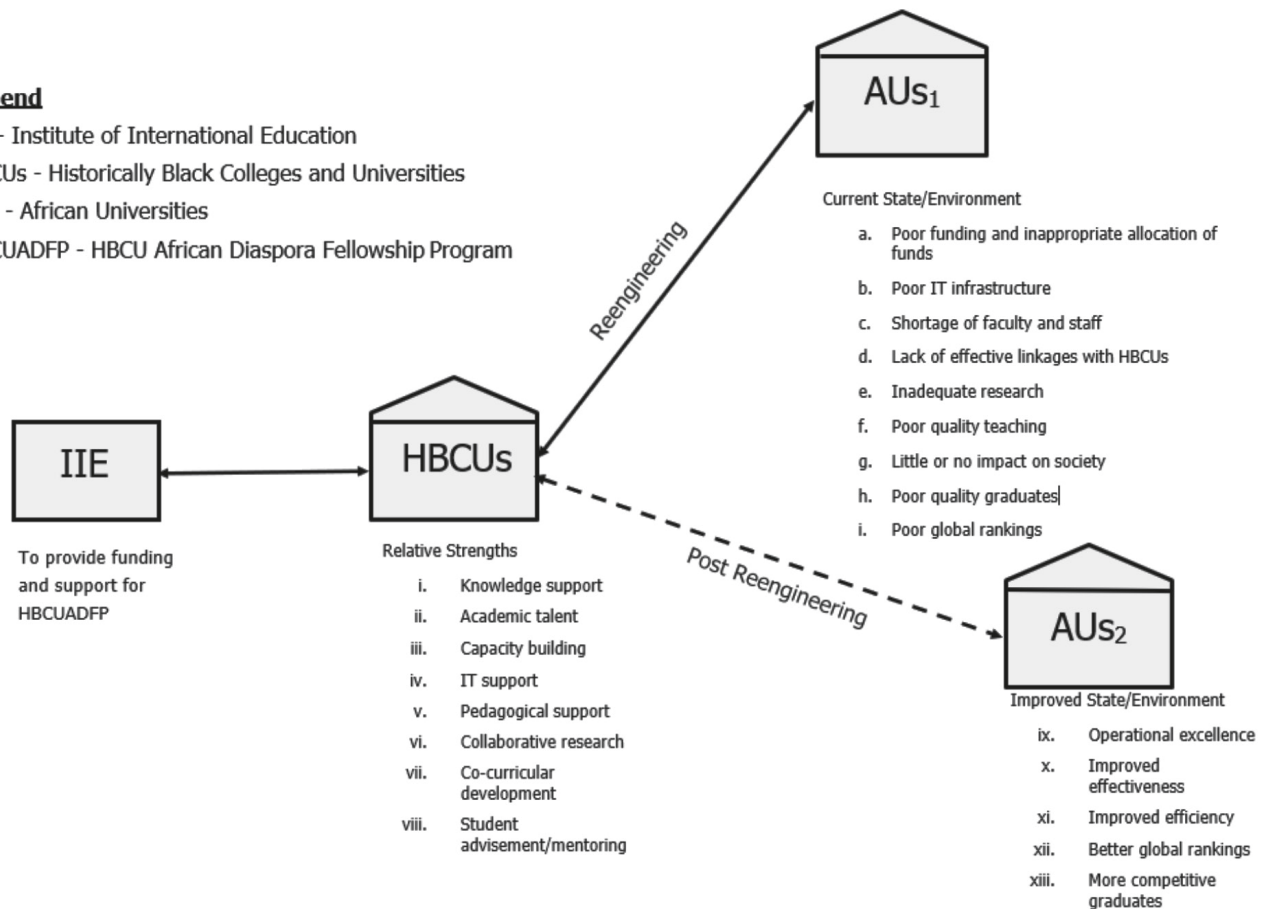 end
- Institute of International Education
CUs - Historically Black Colleges and Universities
- African Universities
CUADFP - HBCU African Diaspora Fellowship Program
AUs₁
Current State/Environment
a. Poor funding and inappropriate allocation of
funds
b. Poor IT infrastructure
c. Shortage of faculty and staff
d. Lack of effective linkages with HBCUs
e. Inadequate research
f. Poor quality teaching
g. Little or no impact on society
h. Poor quality graduates
i. Poor global rankings
Reengineering
IIE
To provide funding
and support for
HBCUADFP
HBCUs
Relative Strengths
i. Knowledge support
ii. Academic talent
iii. Capacity building
iv. IT support
v. Pedagogical support
vi. Collaborative research
vii. Co-curricular
development
viii. Student
advisement/mentoring
Post Reengineering
AUs₂
Improved State/Environment
ix. Operational excellence
x. Improved
effectiveness
xi. Improved efficiency
xii. Better global rankings
xiii. More competitive
graduates